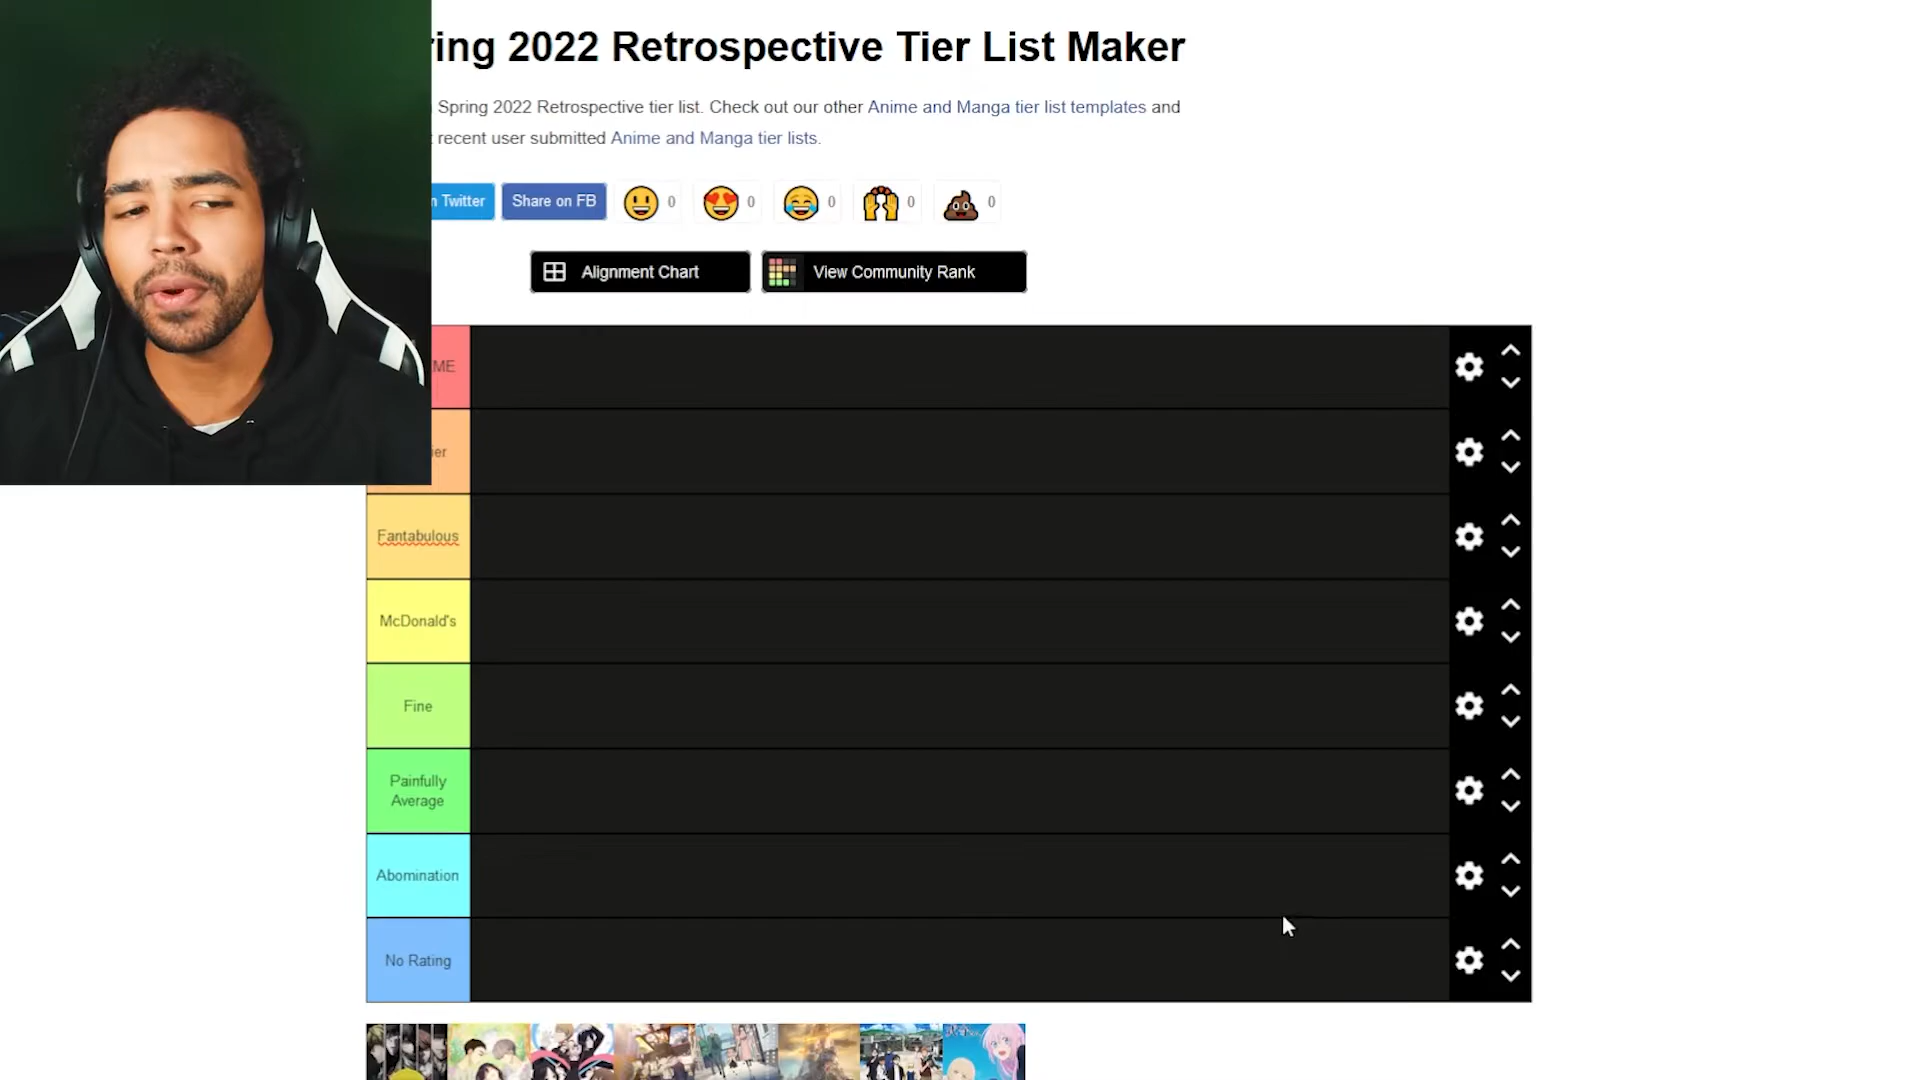 ring 2022 Retrospective Tier List Maker
Spring 2022 Retrospective tier list. Check out our other Anime and Manga tier list templates and
recent user submitted Anime and Manga tier lists.
Twitter
Share on FB
0
0
0
0
0
Alignment Chart
View Community Rank
ME
ier
Fantabulous
McDonald's
Fine
Painfully
Average
Abomination
No Rating